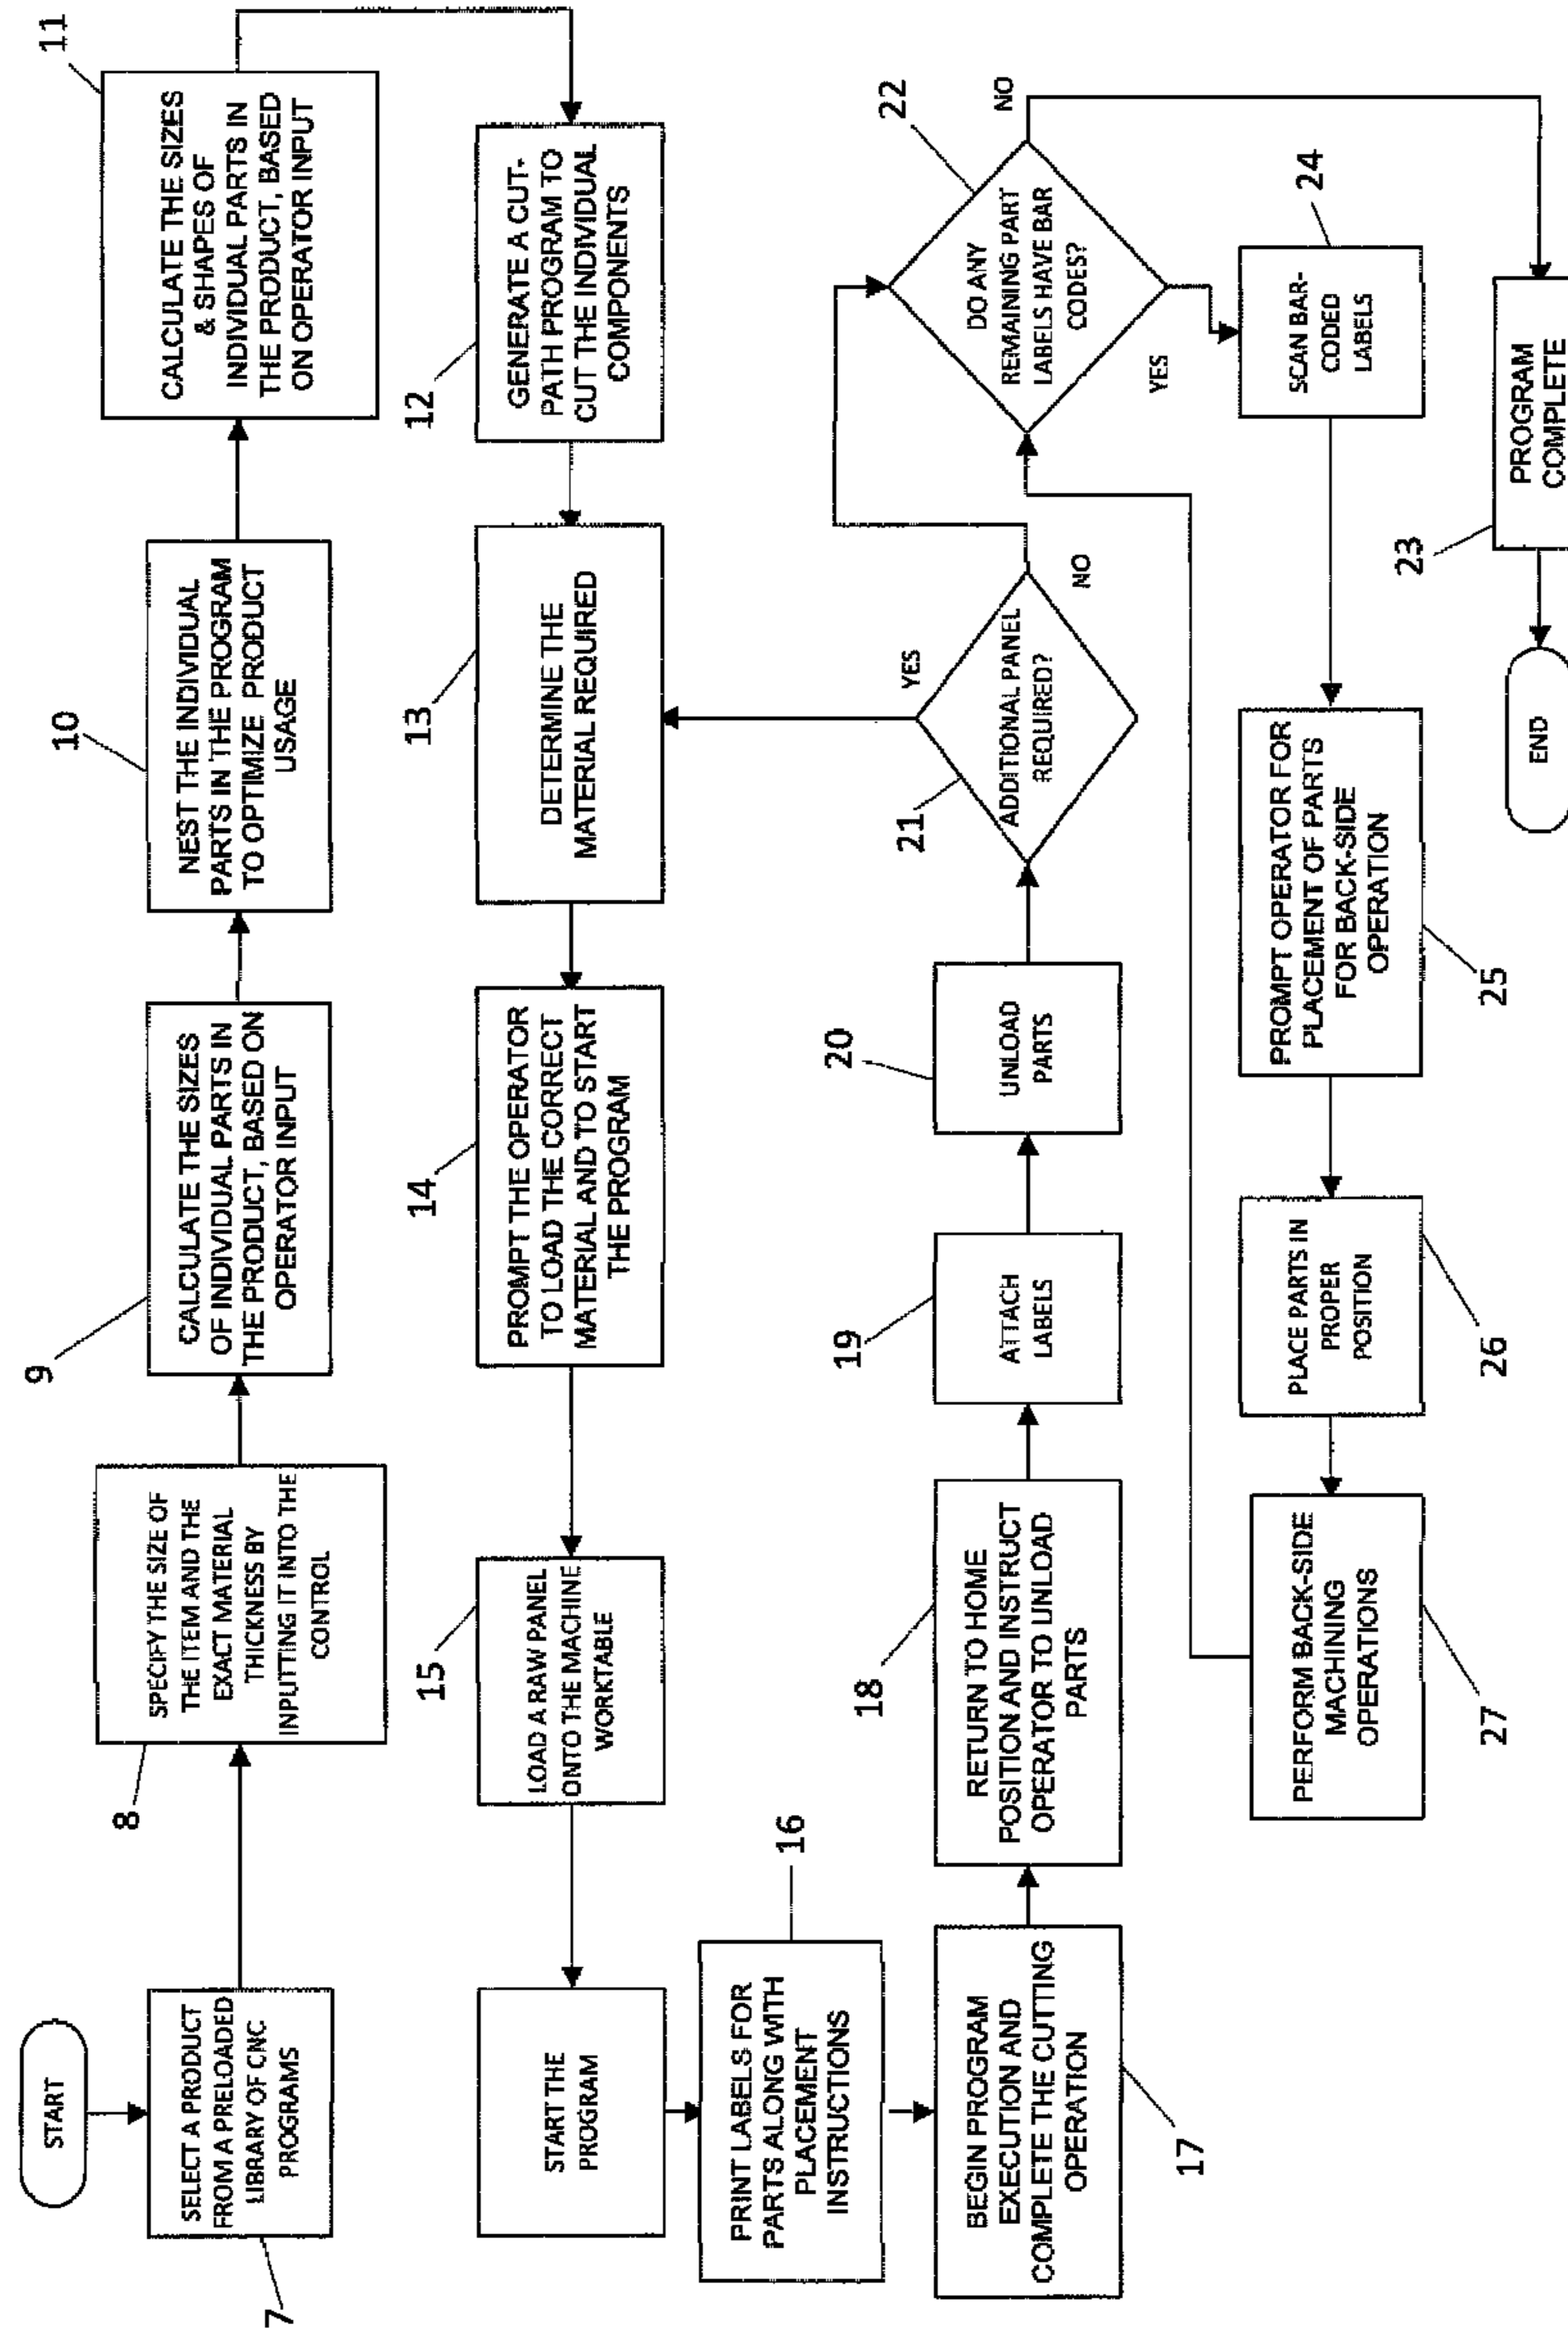 START
SELECT A PRODUCT
FROM A PRELOADED
LIBRARY OF CNC
PROGRAMS
7
SPECIFY THE SIZE OF
THE ITEM AND THE
EXACT MATERIAL
THICKNESS BY
INPUTTING IT INTO THE
CONTROL
8
CALCULATE THE SIZES
OF INDIVIDUAL PARTS IN
THE PRODUCT, BASED ON
OPERATOR INPUT
9
NEST THE INDIVIDUAL
PARTS IN THE PROGRAM
TO OPTIMIZE PRODUCT
USAGE
10
CALCULATE THE SIZES
& SHAPES OF
INDIVIDUAL PARTS IN
THE PRODUCT, BASED
ON OPERATOR INPUT
11
GENERATE A CUT-
PATH PROGRAM TO
CUT THE INDIVIDUAL
COMPONENTS
12
DETERMINE THE
MATERIAL REQUIRED
13
PROMPT THE OPERATOR
TO LOAD THE CORRECT
MATERIAL AND TO START
THE PROGRAM
14
LOAD A RAW PANEL
ONTO THE MACHINE
WORKTABLE
15
START THE
PROGRAM
PRINT LABELS FOR
PARTS ALONG WITH
PLACEMENT
INSTRUCTIONS
16
BEGIN PROGRAM
EXECUTION AND
COMPLETE THE CUTTING
OPERATION
17
RETURN TO HOME
POSITION AND INSTRUCT
OPERATOR TO UNLOAD
PARTS
18
ATTACH
LABELS
19
UNLOAD
PARTS
20
ADDITIONAL PANEL
REQUIRED?
21
YES
NO
DO ANY
REMAINING PART
LABELS HAVE BAR
CODES?
22
NO
YES
SCAN BAR-
CODED
LABELS
24
PROMPT OPERATOR FOR
PLACEMENT OF PARTS
FOR BACK-SIDE
OPERATION
25
PLACE PARTS IN
PROPER
POSITION
26
PERFORM BACK-SIDE
MACHINING
OPERATIONS
27
PROGRAM
COMPLETE
23
END